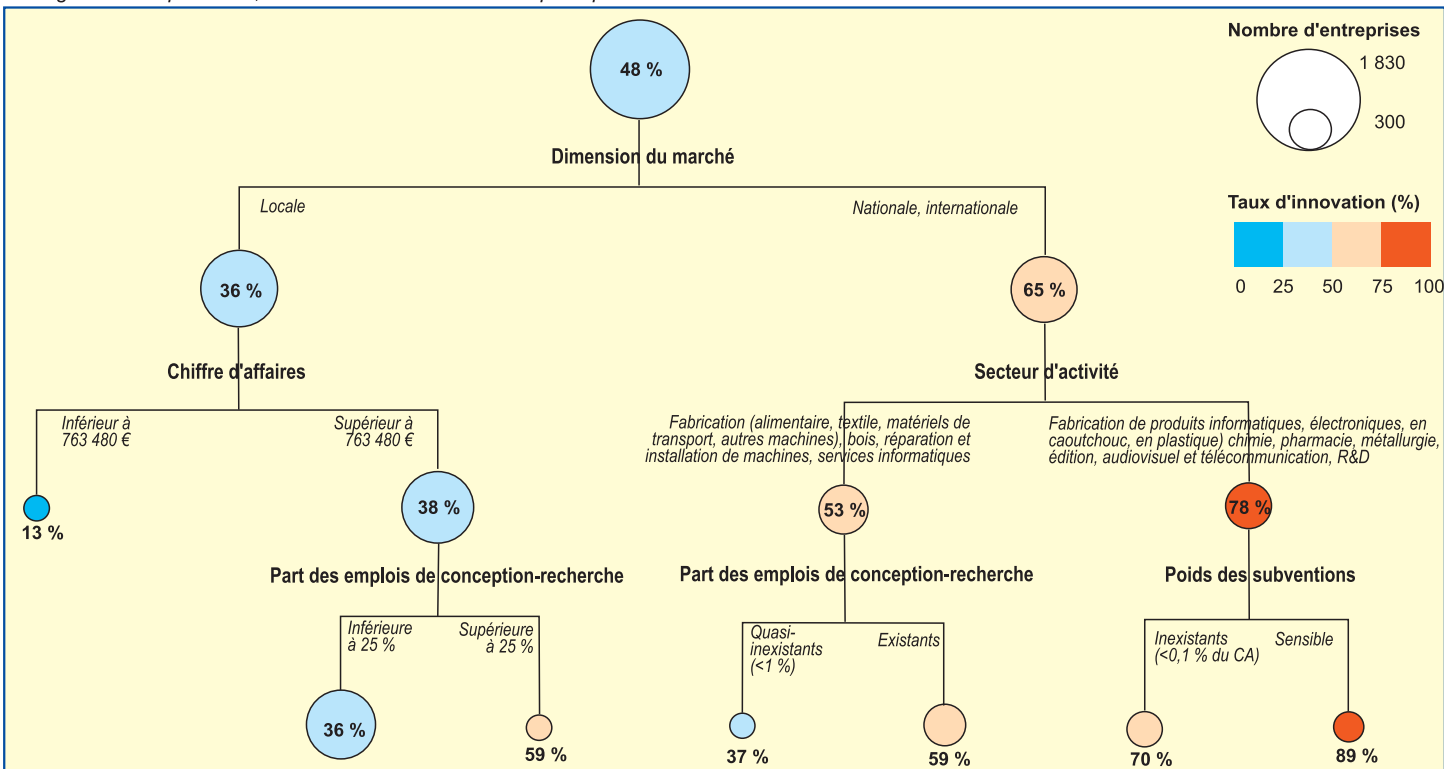 Nombre d'entreprises
1 830
300
48 %
Dimension du marché
Locale
Nationale, internationale
Taux d'innovation (%)
0 25 50 75 100
36 %
65 %
Chiffre d'affaires
Secteur d'activité
Inférieur à
763 480 €
Supérieur à
763 480 €
Fabrication (alimentaire, textile, matériels de
transport, autres machines), bois, réparation et
installation de machines, services informatiques
Fabrication de produits informatiques, électroniques, en
caoutchouc, en plastique) chimie, pharmacie, métallurgie,
édition, audiovisuel et télécommunication, R&D
13 %
38 %
53 %
78 %
Part des emplois de conception-recherche
Part des emplois de conception-recherche
Poids des subventions
Inférieure
à 25 %
Supérieure
à 25 %
Quasi-
inexistants
(<1 %)
Existants
Inexistants
(<0,1 % du CA)
Sensible
36 %
59 %
37 %
59 %
70 %
89 %